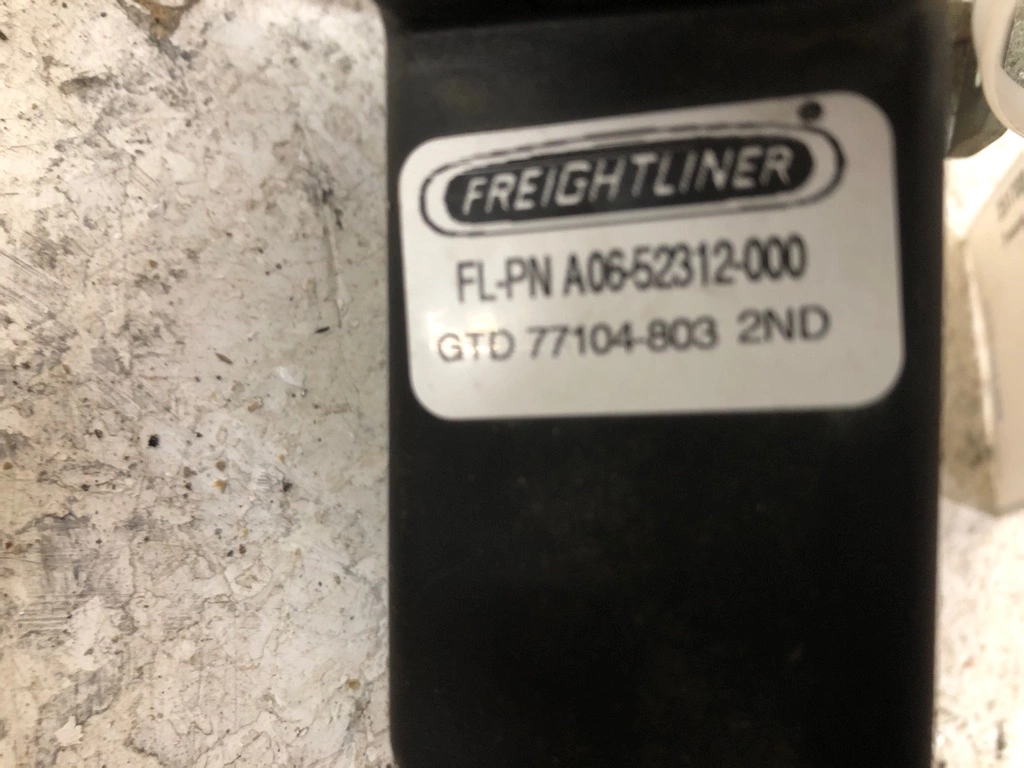 FREIGHTLINER
FL-PN A06-52312-000
GTD 77104-803 2ND